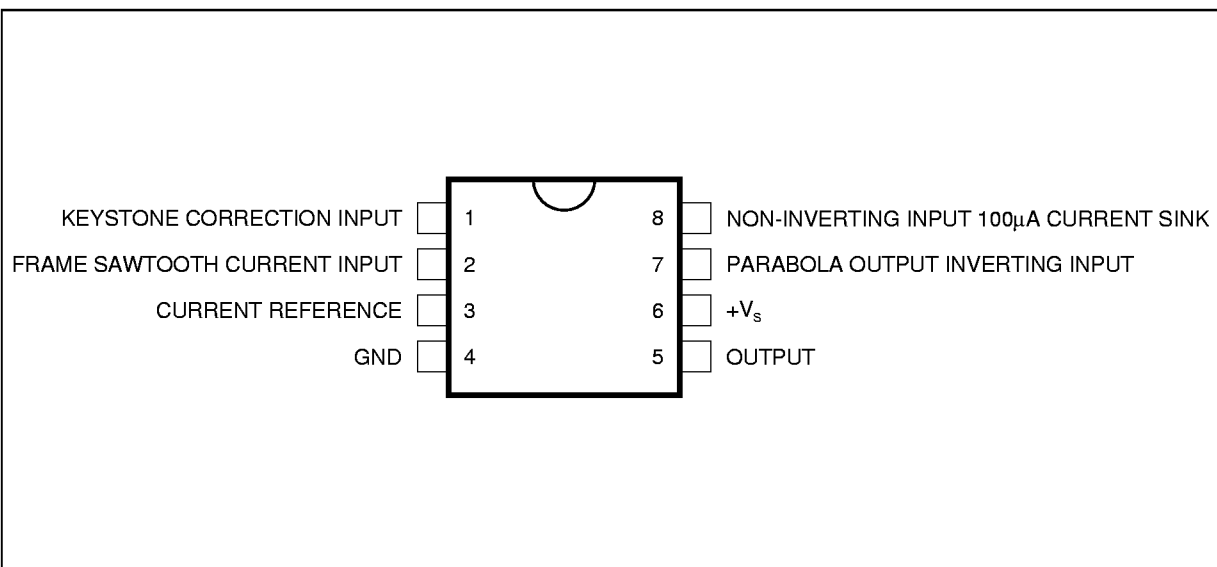 KEYSTONE CORRECTION INPUT 1 8 NON-INVERTING INPUT 100μA CURRENT SINK
FRAME SAWTOOTH CURRENT INPUT 2 7 PARABOLA OUTPUT INVERTING INPUT
CURRENT REFERENCE 3 6 +Vs
GND 4 5 OUTPUT